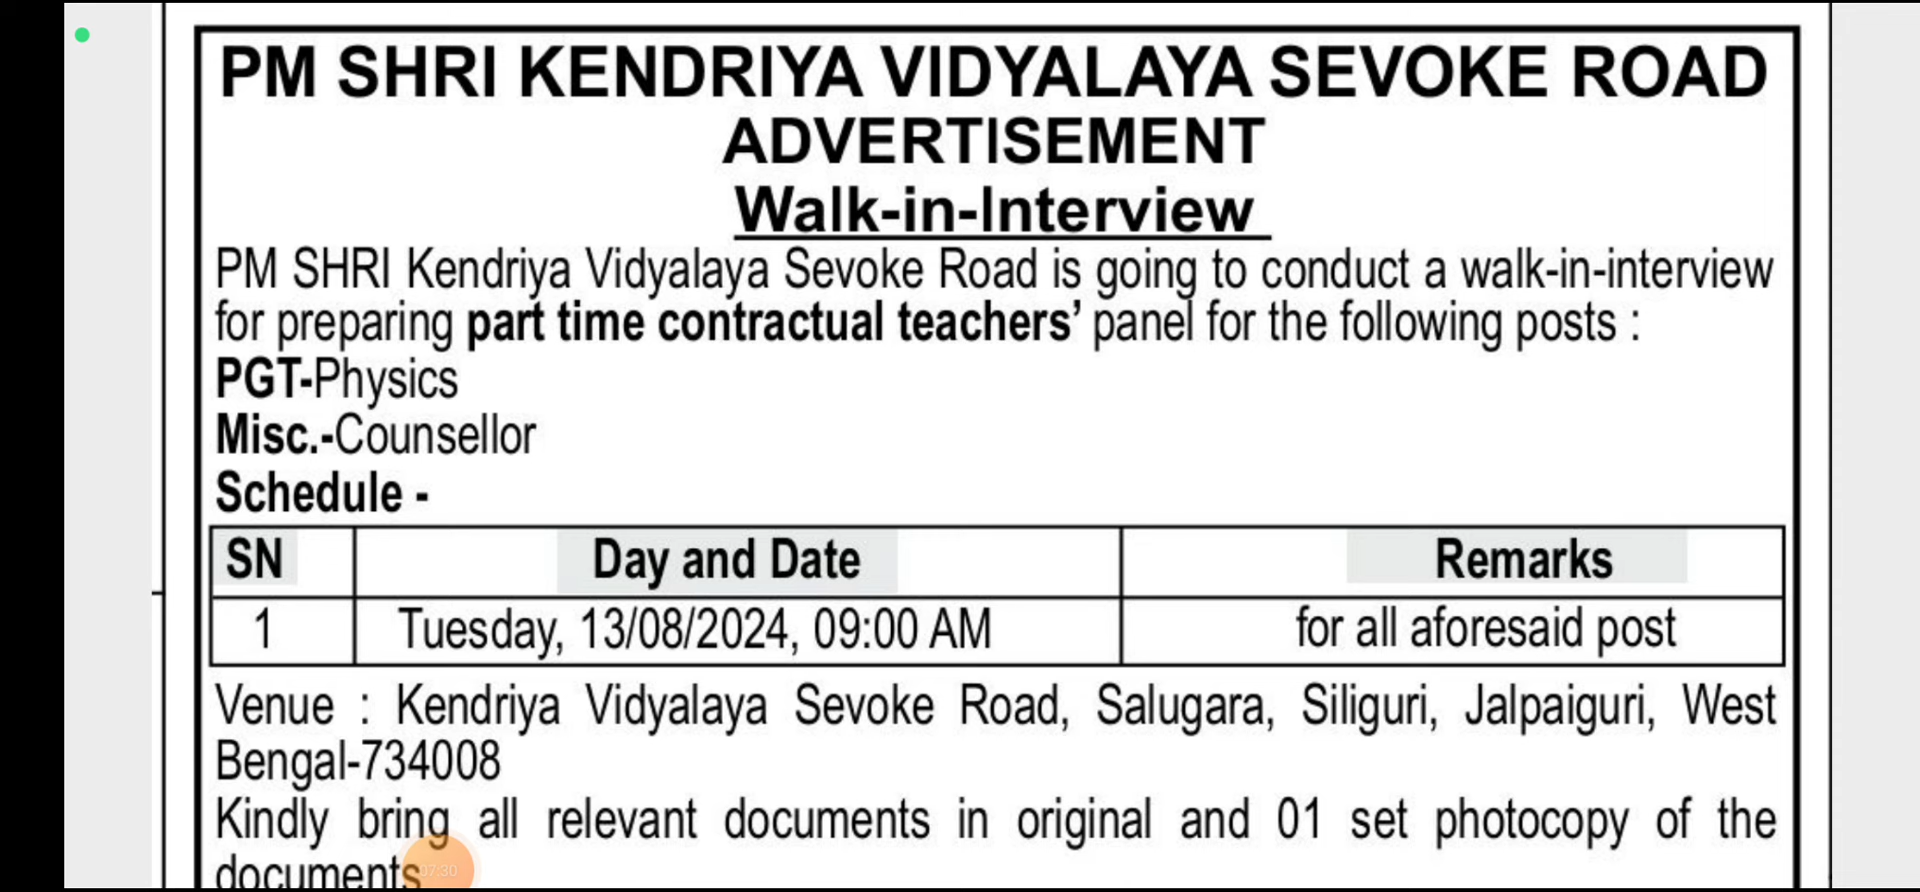 PM SHRI KENDRIYA VIDYALAYA SEVOKE ROAD
ADVERTISEMENT
Walk-in-Interview
PM SHRI Kendriya Vidyalaya Sevoke Road is going to conduct a walk-in-interview
for preparing part time contractual teachers' panel for the following posts :
PGT-Physics
Misc.-Counsellor
Schedule -
SN Day and Date Remarks
1 Tuesday, 13/08/2024, 09:00 AM for all aforesaid post
Venue : Kendriya Vidyalaya Sevoke Road, Salugara, Siliguri, Jalpaiguri, West
Bengal-734008
Kindly bring all relevant documents in original and 01 set photocopy of the
documents
07:30